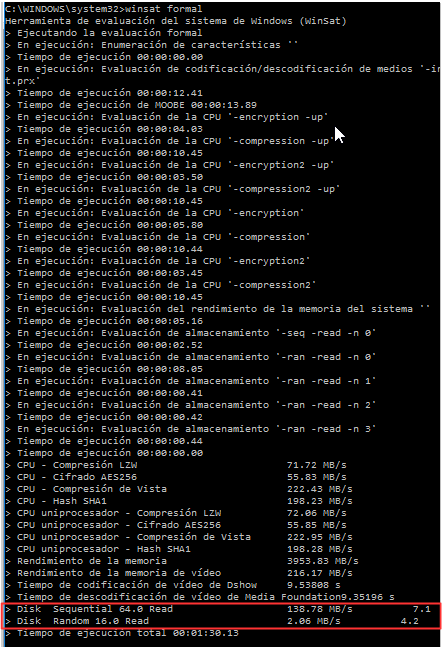 C:\WINDOWS\system32>winsat formal
Herramienta de evaluación del sistema de Windows (WinSat)
> Ejecutando la evaluación formal
> En ejecución: Enumeración de características ''
> Tiempo de ejecución 00:00:00.00
> En ejecución: Evaluación de codificación/descodificación de medios '-in
t.prx'
> Tiempo de ejecución 00:00:12.41
> Tiempo de ejecución de MOOBE 00:00:13.89
> En ejecución: Evaluación de la CPU '-encryption -up'
> Tiempo de ejecución 00:00:04.03
> En ejecución: Evaluación de la CPU '-compression -up'
> Tiempo de ejecución 00:00:10.45
> En ejecución: Evaluación de la CPU '-encryption2 -up'
> Tiempo de ejecución 00:00:03.50
> En ejecución: Evaluación de la CPU '-compression2 -up'
> Tiempo de ejecución 00:00:10.45
> En ejecución: Evaluación de la CPU '-encryption'
> Tiempo de ejecución 00:00:05.80
> En ejecución: Evaluación de la CPU '-compression'
> Tiempo de ejecución 00:00:10.44
> En ejecución: Evaluación de la CPU '-encryption2'
> Tiempo de ejecución 00:00:03.45
> En ejecución: Evaluación de la CPU '-compression2'
> Tiempo de ejecución 00:00:10.45
> En ejecución: Evaluación del rendimiento de la memoria del sistema ''
> Tiempo de ejecución 00:00:05.16
> En ejecución: Evaluación de almacenamiento '-seq -read -n 0'
> Tiempo de ejecución 00:00:02.52
> En ejecución: Evaluación de almacenamiento '-ran -read -n 0'
> Tiempo de ejecución 00:00:08.05
> En ejecución: Evaluación de almacenamiento '-ran -read -n 1'
> Tiempo de ejecución 00:00:00.41
> En ejecución: Evaluación de almacenamiento '-ran -read -n 2'
> Tiempo de ejecución 00:00:00.42
> En ejecución: Evaluación de almacenamiento '-ran -read -n 3'
> Tiempo de ejecución 00:00:00.44
> Tiempo de ejecución 00:00:00.00
> CPU - Compresión LZW 71.72 MB/s
> CPU - Cifrado AES256 55.83 MB/s
> CPU - Compresión de Vista 222.43 MB/s
> CPU - Hash SHA1 198.23 MB/s
> CPU uniprocesador - Compresión LZW 72.06 MB/s
> CPU uniprocesador - Cifrado AES256 55.85 MB/s
> CPU uniprocesador - Compresión de Vista 222.95 MB/s
> CPU uniprocesador - Hash SHA1 198.28 MB/s
> Rendimiento de la memoria 3953.83 MB/s
> Rendimiento de la memoria de vídeo 216.17 MB/s
> Tiempo de codificación de vídeo de Dshow 9.53808 s
> Tiempo de descodificación de vídeo de Media Foundation9.35196 s
> Disk Sequential 64.0 Read 138.78 MB/s 7.1
> Disk Random 16.0 Read 2.06 MB/s 4.2
> Tiempo de ejecución total 00:01:30.13